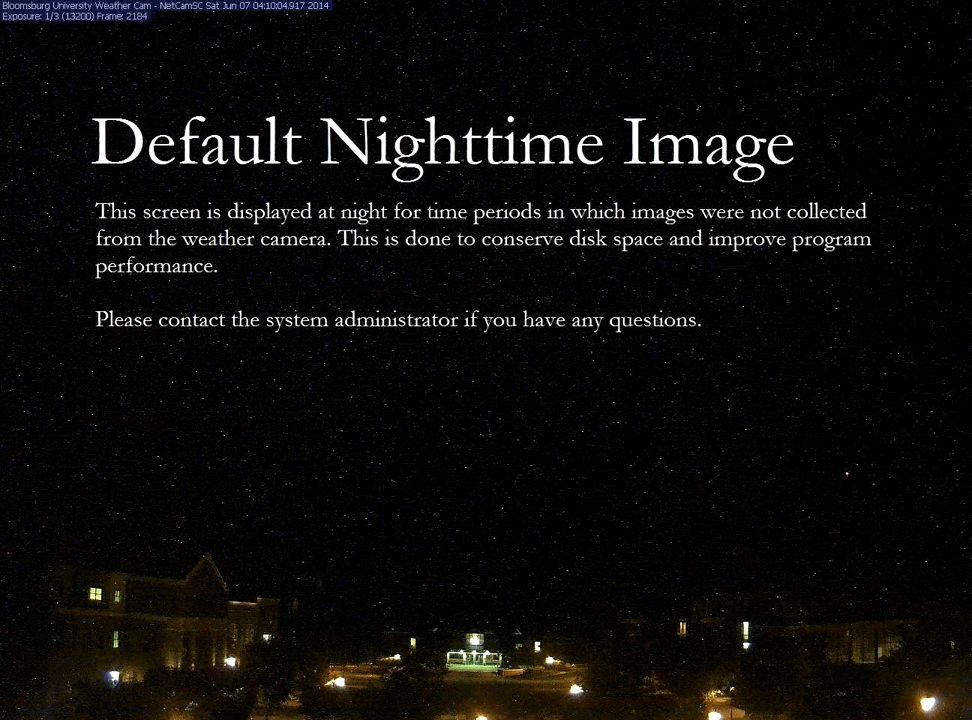 Bloomsburg University Weather Cam - NetCamSC Sat Jun 07 04:10:04.917 2014
Exposure: 1/3 (13200) Frame: 2184
Default Nighttime Image
This screen is displayed at night for time periods in which images were not collected
from the weather camera. This is done to conserve disk space and improve program
performance.
Please contact the system administrator if you have any questions.